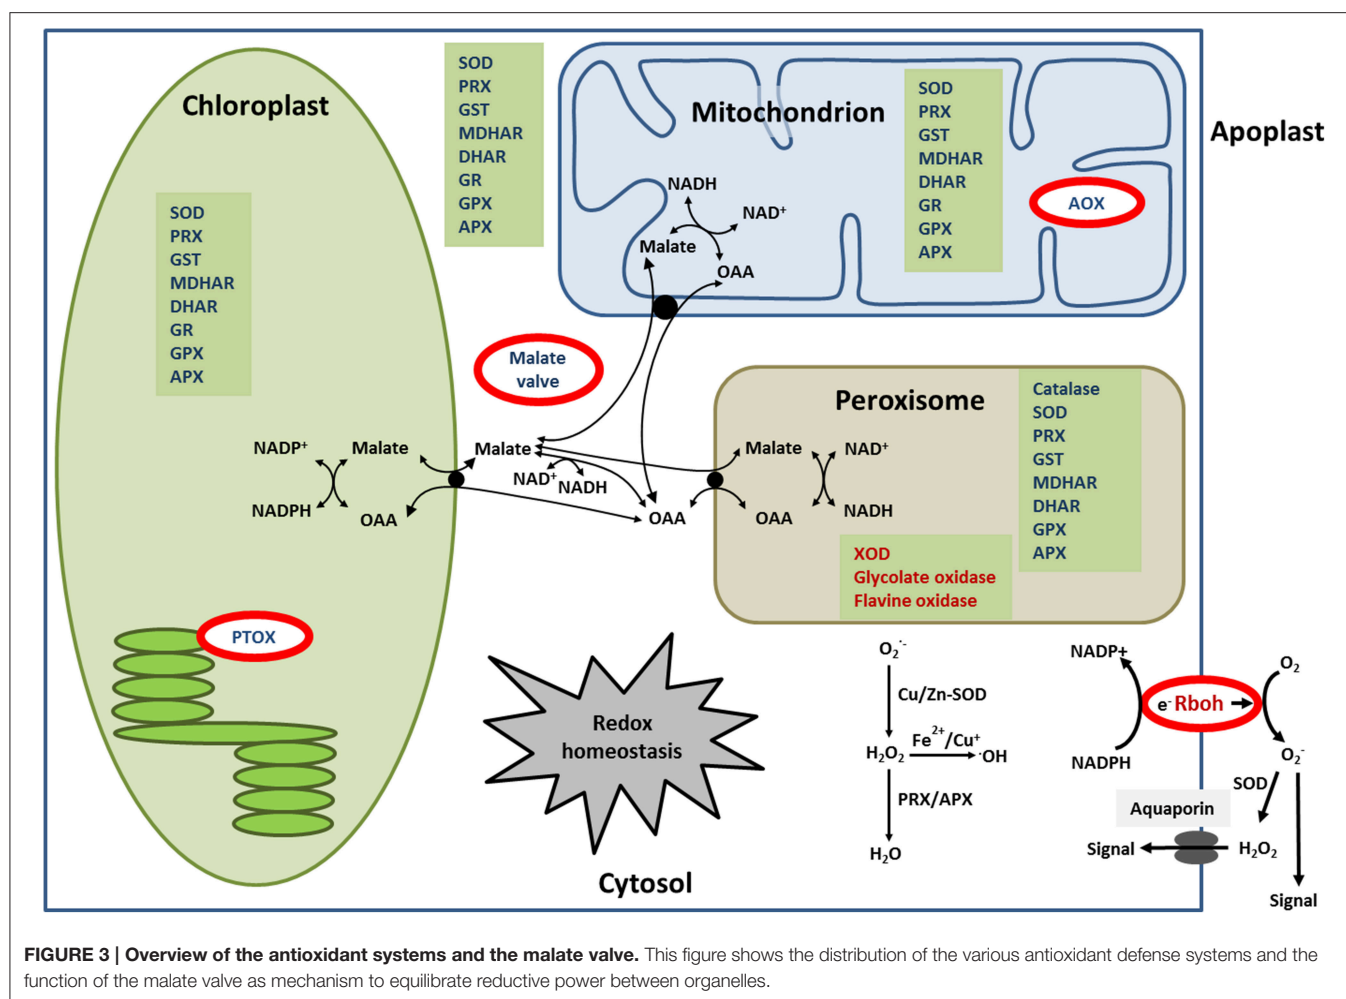 Chloroplast
SOD
PRX
GST
MDHAR
DHAR
GR
GPX
APX
NADP⁺
Malate
NADPH
OAA
PTOX
SOD
PRX
GST
MDHAR
DHAR
GR
GPX
APX
Mitochondrion
SOD
PRX
GST
MDHAR
DHAR
GR
GPX
APX
AOX
NADH
NAD⁺
Malate
OAA
Apoplast
Malate
valve
Malate
NAD⁺
NADH
OAA
Peroxisome
Catalase
SOD
PRX
GST
MDHAR
DHAR
GPX
APX
Malate
NAD⁺
OAA
NADH
XOD
Glycolate oxidase
Flavine oxidase
Redox
homeostasis
Cytosol
O₂·⁻
Cu/Zn-SOD
H₂O₂
Fe²⁺/Cu⁺
·OH
PRX/APX
H₂O
NADP+
NADPH
e⁻ Rboh
O₂
O₂⁻
SOD
Aquaporin
Signal
H₂O₂
Signal
FIGURE 3 | Overview of the antioxidant systems and the malate valve. This figure shows the distribution of the various antioxidant defense systems and the
function of the malate valve as mechanism to equilibrate reductive power between organelles.